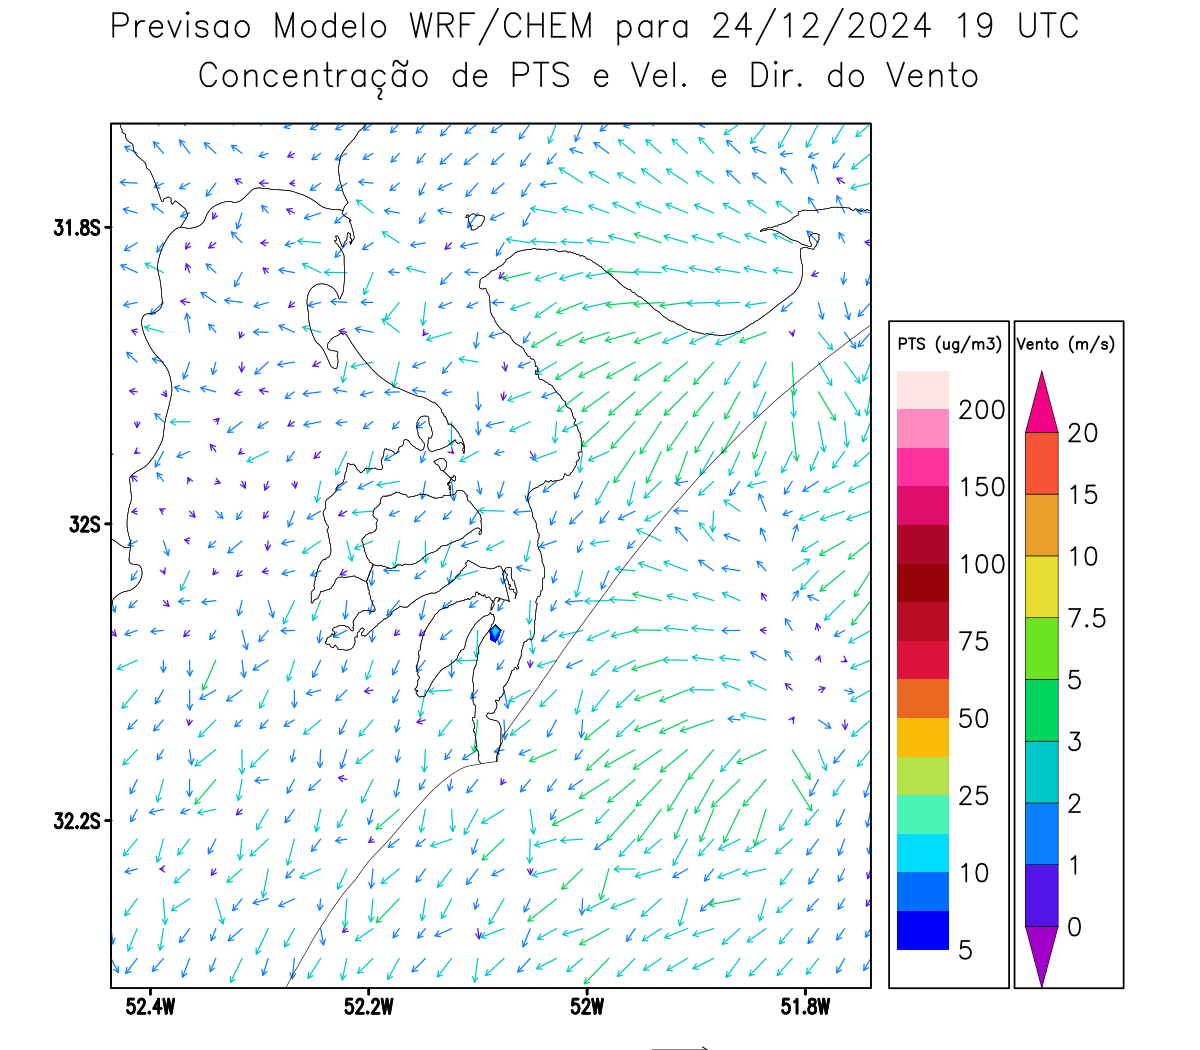 Previsao Modelo WRF/CHEM para 24/12/2024 19 UTC
Concentração de PTS e Vel. e Dir. do Vento
31.8S
32S
32.2S
52.4W 52.2W 52W 51.8W
PTS (ug/m3)
200
150
100
75
50
25
10
5
Vento (m/s)
20
15
10
7.5
5
3
2
1
0